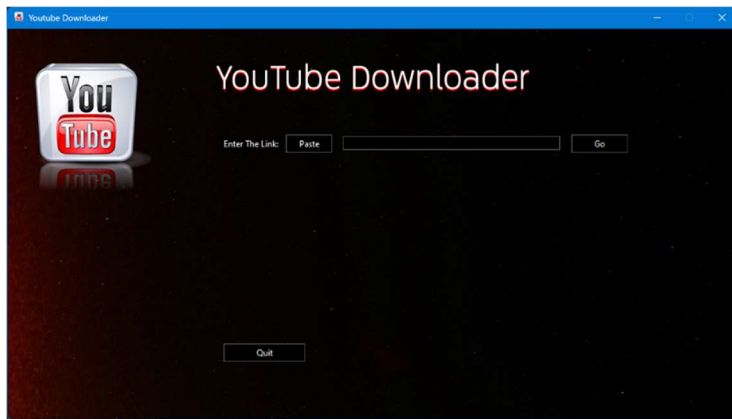 Youtube Downloader
You
Tube
YouTube Downloader
Enter The Link: Paste Go
Quit